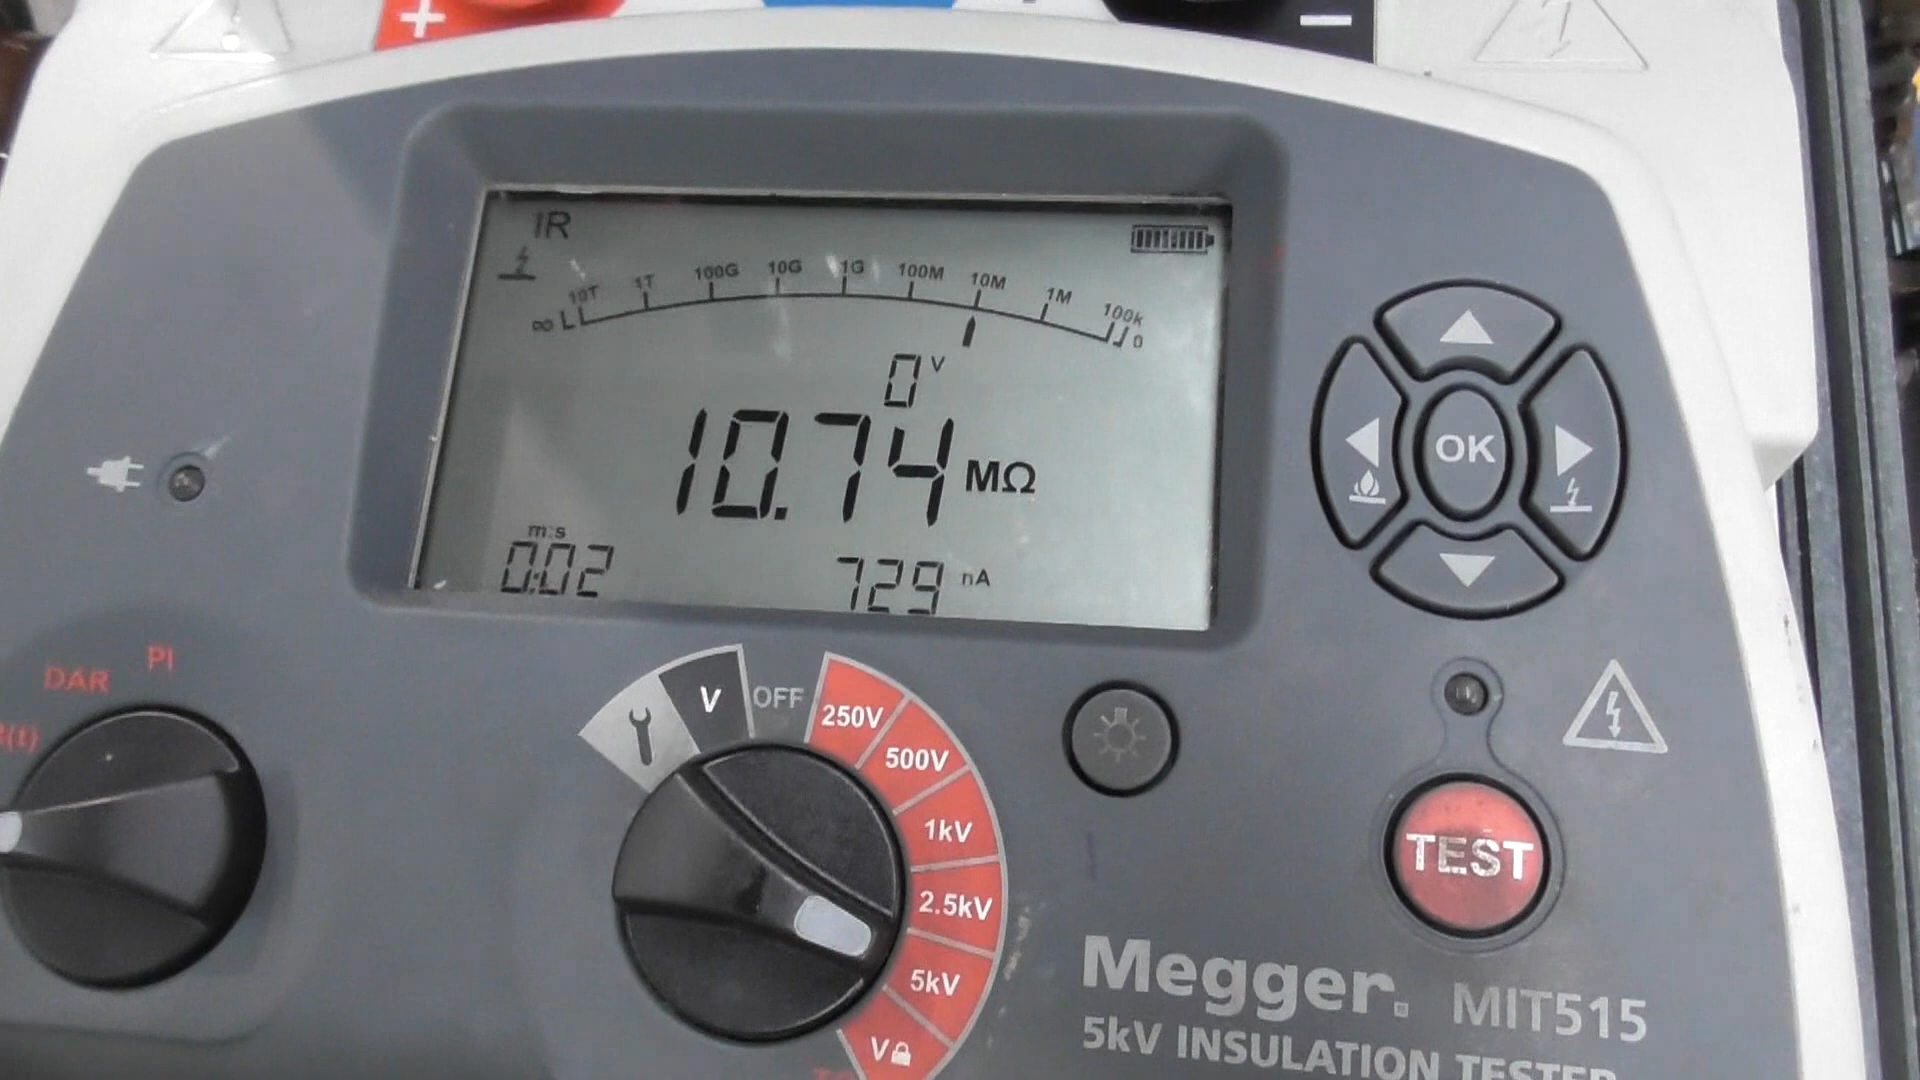 +
−
IR
∞ 10T 1T 100G 10G 1G 100M 10M 1M 100k 0
0 V
10.74 MΩ
m:s
0:02
729 nA
OK
PI
DAR
V
OFF
250V
500V
1kV
2.5kV
5kV
V
TEST
Megger. MIT515
5kV INSULATION TESTER